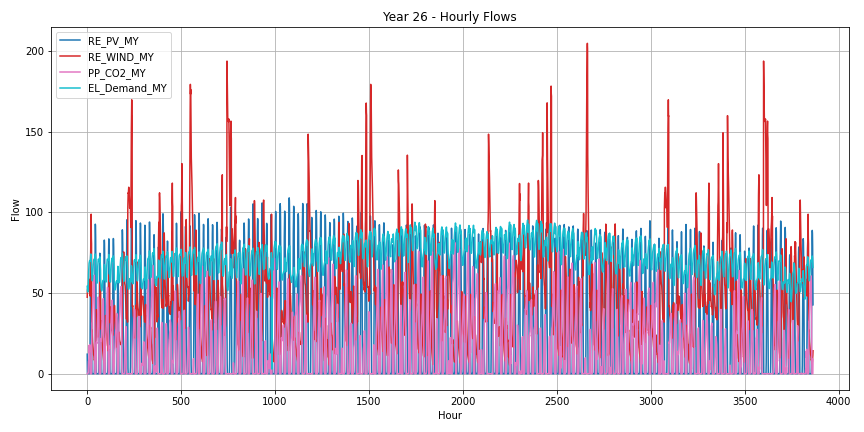 Year 26 - Hourly Flows
RE_PV_MY
RE_WIND_MY
PP_CO2_MY
EL_Demand_MY
200
150
100
50
0
Flow
0 500 1000 1500 2000 2500 3000 3500 4000
Hour